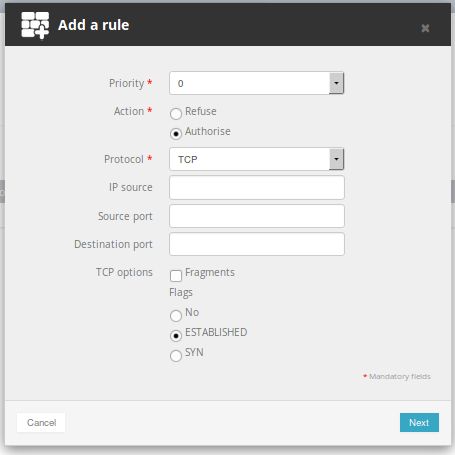 Add a rule ×
Priority * 0
Action * Refuse
Authorise
Protocol * TCP
IP source
Source port
Destination port
TCP options Fragments
Flags
No
ESTABLISHED
SYN
* Mandatory fields
Cancel Next